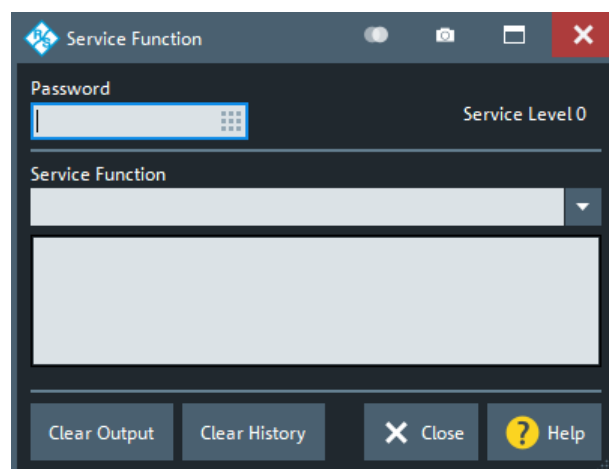 R&S Service Function
Password
Service Level 0
Service Function
Clear Output Clear History Close ? Help